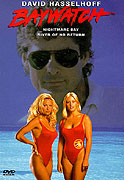 DAVID HASSELHOFF
BAYWATCH
NIGHTMARE BAY
RIVER OF NO RETURN
DVD